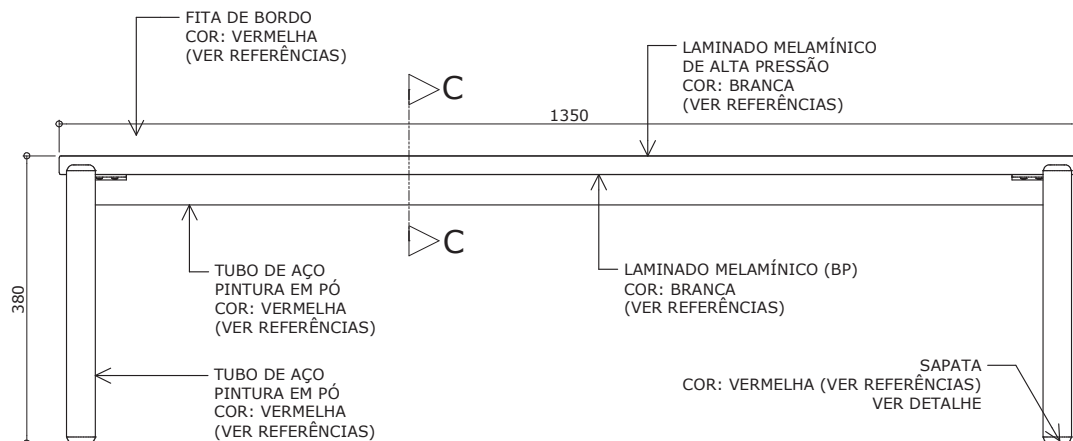 FITA DE BORDO
COR: VERMELHA
(VER REFERÊNCIAS)
LAMINADO MELAMÍNICO
DE ALTA PRESSÃO
COR: BRANCA
(VER REFERÊNCIAS)
C
1350
C
380
TUBO DE AÇO
PINTURA EM PÓ
COR: VERMELHA
(VER REFERÊNCIAS)
LAMINADO MELAMÍNICO (BP)
COR: BRANCA
(VER REFERÊNCIAS)
TUBO DE AÇO
PINTURA EM PÓ
COR: VERMELHA
(VER REFERÊNCIAS)
SAPATA
COR: VERMELHA (VER REFERÊNCIAS)
VER DETALHE